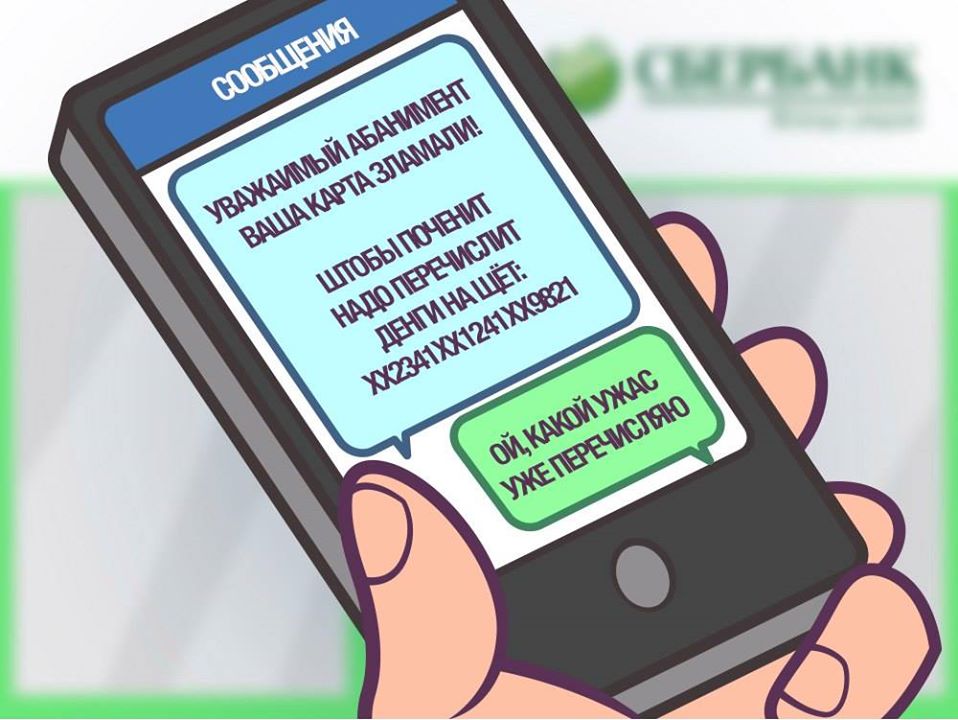 СБЕРБАНК
СООБЩЕНИЯ
УВАЖАИМЫЙ АБАНИМЕНТ
ВАША КАРТА ЗЛАМАЛИ!
ШТОБЫ ПОЧЕНИТ
НАДО ПЕРЕЧИСЛИТ
ДЕНГИ НА ЩЁТ:
XX2341XX1241XX9821
ОЙ, КАКОЙ УЖАС
УЖЕ ПЕРЕЧИСЛЯЮ